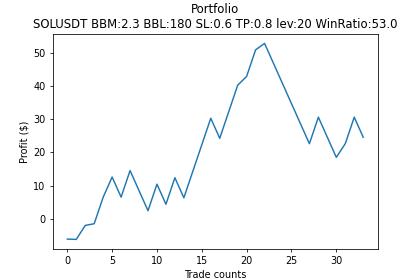 Portfolio
SOLUSDT BBM:2.3 BBL:180 SL:0.6 TP:0.8 lev:20 WinRatio:53.0
50
40
30
20
10
0
Profit ($)
0 5 10 15 20 25 30
Trade counts